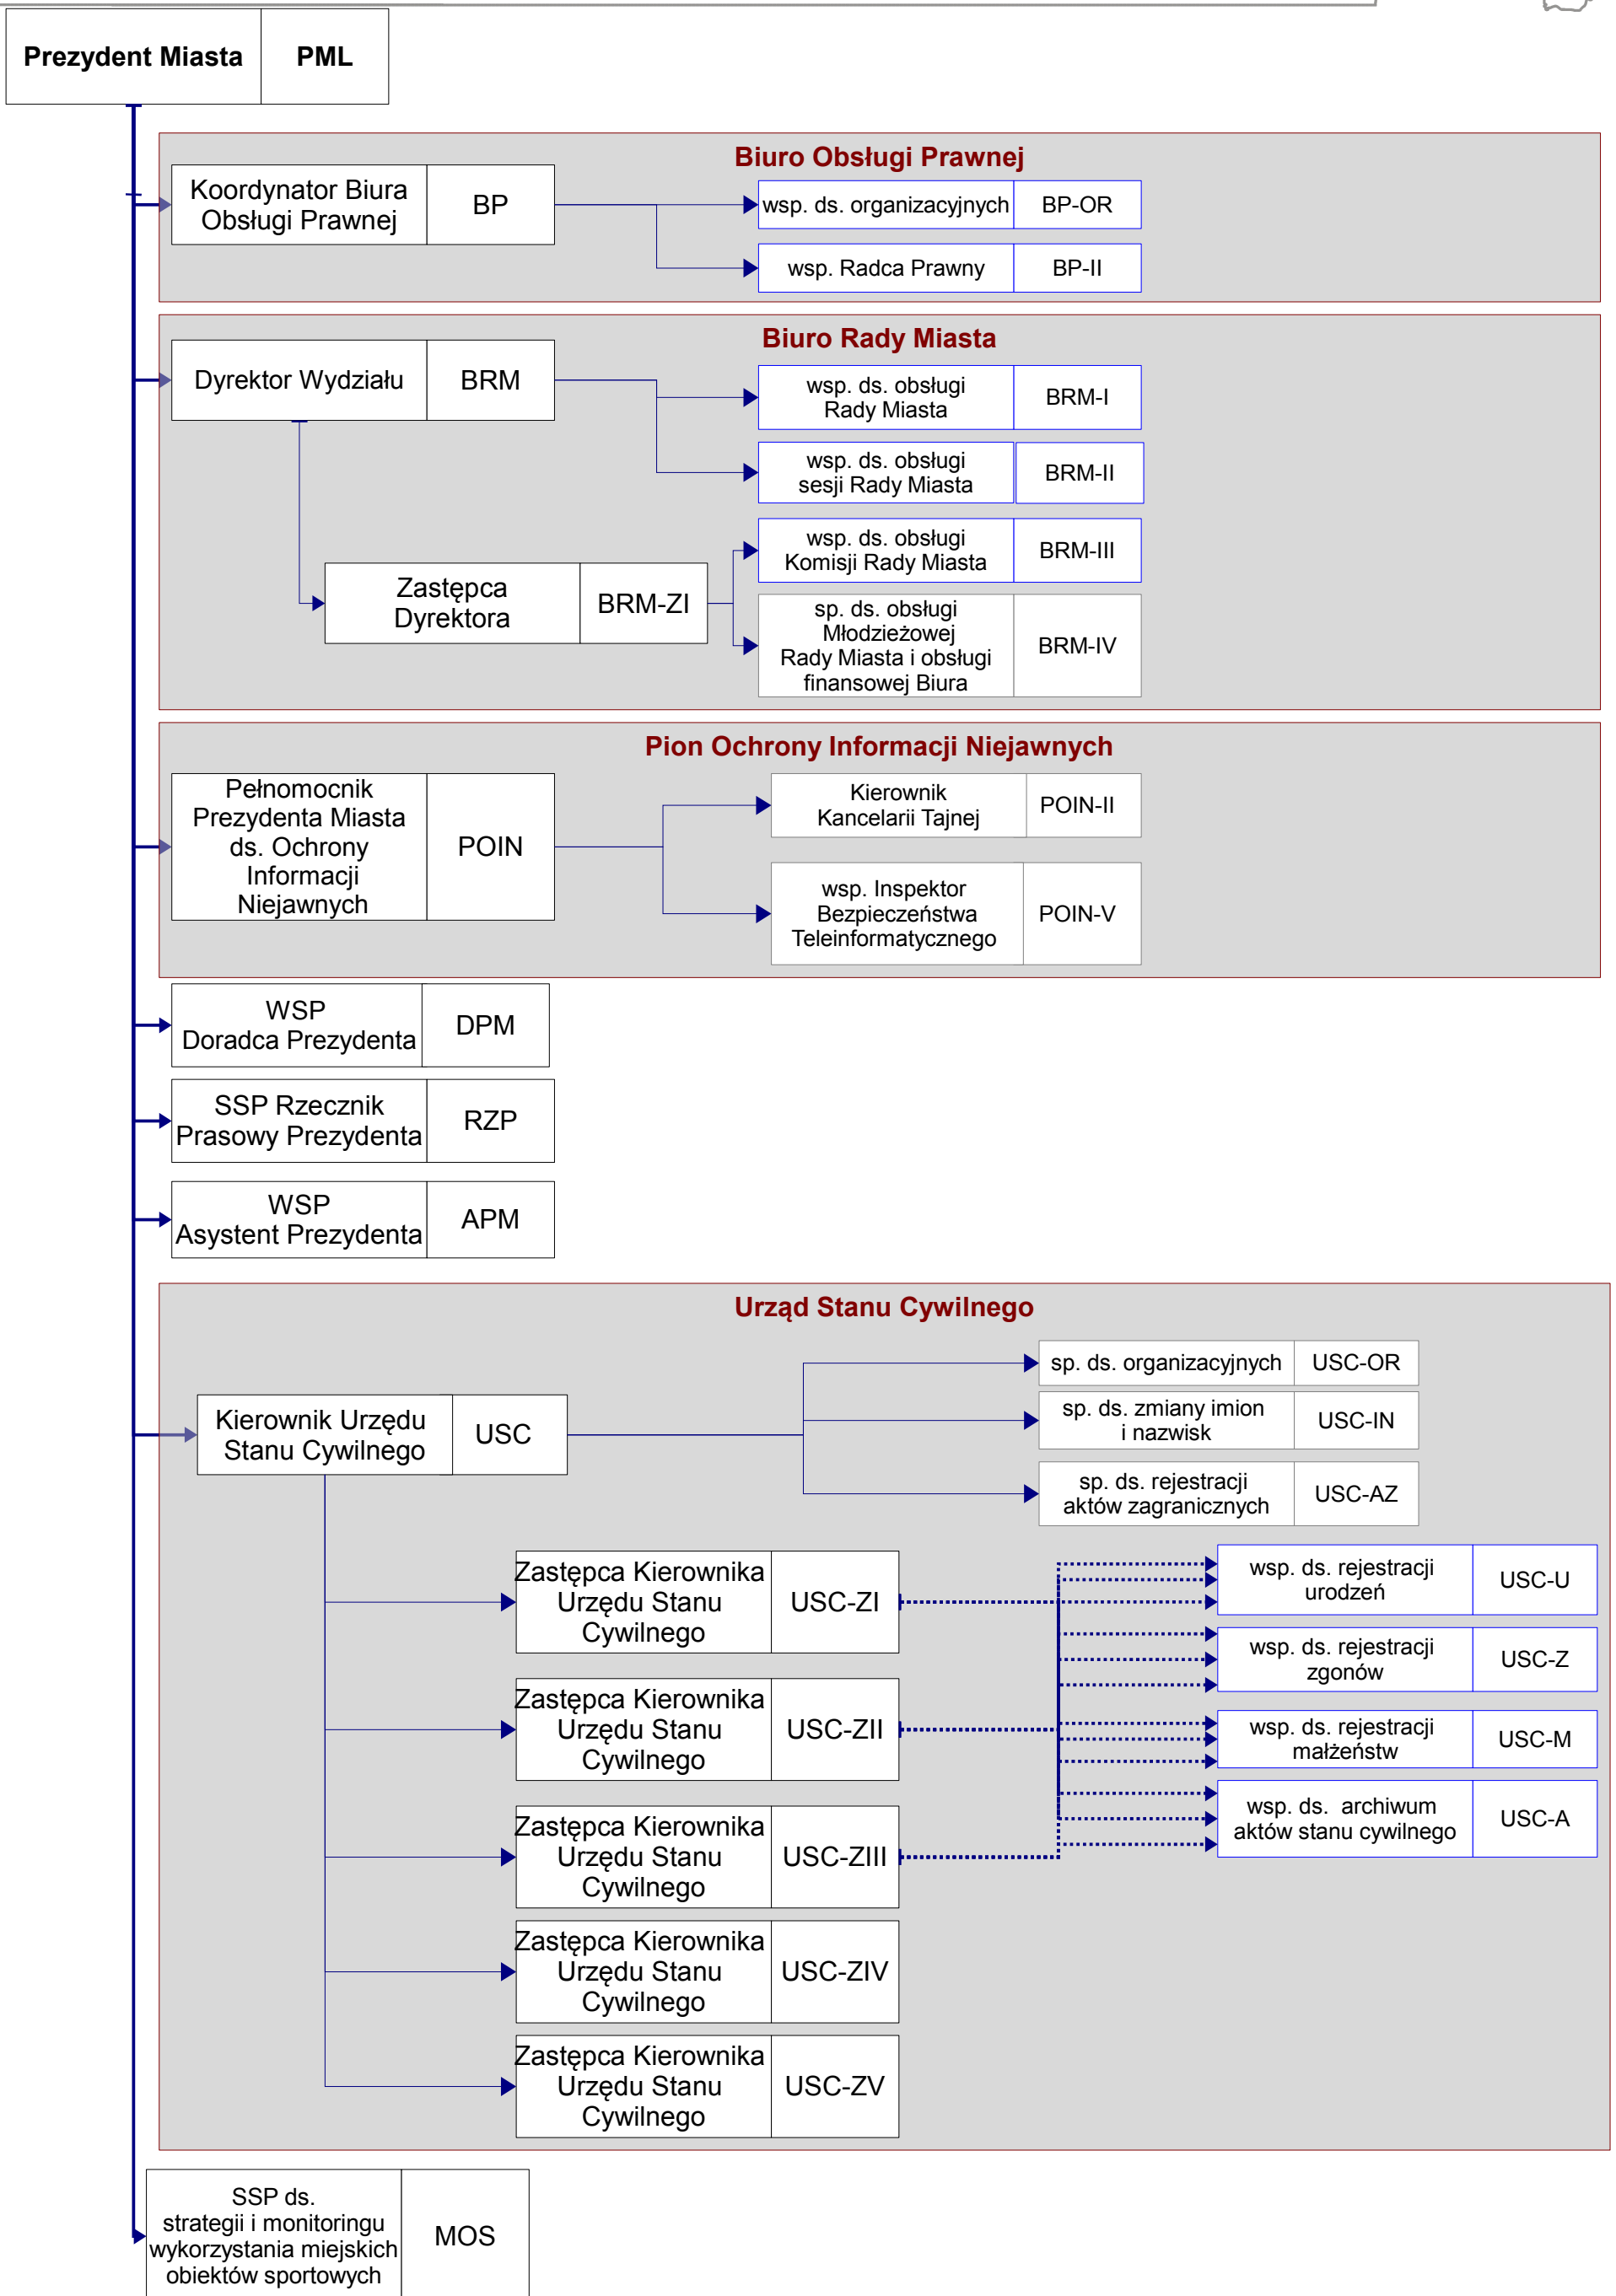 Prezydent Miasta
PML
Biuro Obsługi Prawnej
Koordynator Biura
Obsługi Prawnej
BP
wsp. ds. organizacyjnych
BP-OR
wsp. Radca Prawny
BP-II
Biuro Rady Miasta
Dyrektor Wydziału
BRM
wsp. ds. obsługi
Rady Miasta
BRM-I
wsp. ds. obsługi
sesji Rady Miasta
BRM-II
wsp. ds. obsługi
Komisji Rady Miasta
BRM-III
Zastępca
Dyrektora
BRM-ZI
sp. ds. obsługi
Młodzieżowej
Rady Miasta i obsługi
finansowej Biura
BRM-IV
Pion Ochrony Informacji Niejawnych
Pełnomocnik
Prezydenta Miasta
ds. Ochrony
Informacji
Niejawnych
POIN
Kierownik
Kancelarii Tajnej
POIN-II
wsp. Inspektor
Bezpieczeństwa
Teleinformatycznego
POIN-V
WSP
Doradca Prezydenta
DPM
SSP Rzecznik
Prasowy Prezydenta
RZP
WSP
Asystent Prezydenta
APM
Urząd Stanu Cywilnego
Kierownik Urzędu
Stanu Cywilnego
USC
sp. ds. organizacyjnych
USC-OR
sp. ds. zmiany imion
i nazwisk
USC-IN
sp. ds. rejestracji
aktów zagranicznych
USC-AZ
Zastępca Kierownika
Urzędu Stanu
Cywilnego
USC-ZI
wsp. ds. rejestracji
urodzeń
USC-U
wsp. ds. rejestracji
zgonów
USC-Z
Zastępca Kierownika
Urzędu Stanu
Cywilnego
USC-ZII
wsp. ds. rejestracji
małżeństw
USC-M
wsp. ds.  archiwum
aktów stanu cywilnego
USC-A
Zastępca Kierownika
Urzędu Stanu
Cywilnego
USC-ZIII
Zastępca Kierownika
Urzędu Stanu
Cywilnego
USC-ZIV
Zastępca Kierownika
Urzędu Stanu
Cywilnego
USC-ZV
SSP ds.
strategii i monitoringu
wykorzystania miejskich
obiektów sportowych
MOS